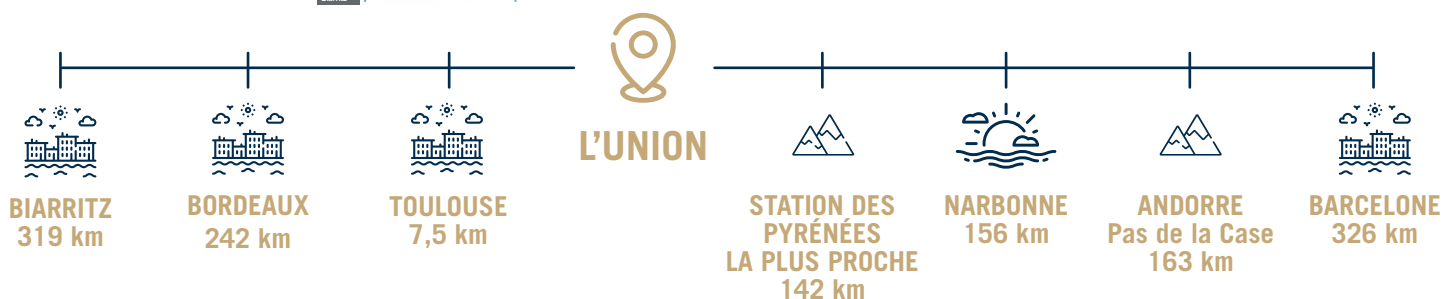 L'UNION
BIARRITZ
319 km
BORDEAUX
242 km
TOULOUSE
7,5 km
STATION DES
PYRÉNÉES
LA PLUS PROCHE
142 km
NARBONNE
156 km
ANDORRE
Pas de la Case
163 km
BARCELONE
326 km